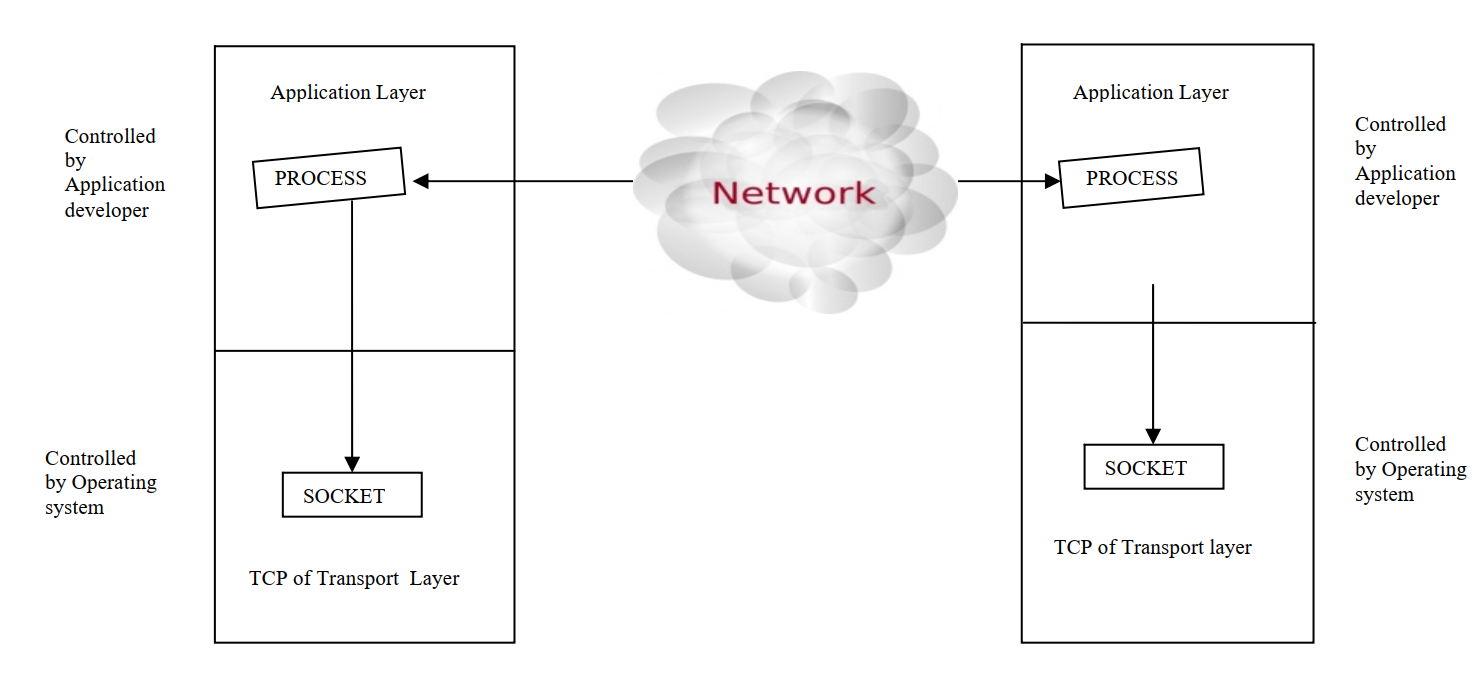 Application Layer
Controlled
by
Application
developer
PROCESS
Controlled
by Operating
system
SOCKET
TCP of Transport  Layer
Network
Application Layer
PROCESS
Controlled
by
Application
developer
SOCKET
TCP of Transport layer
Controlled
by Operating
system